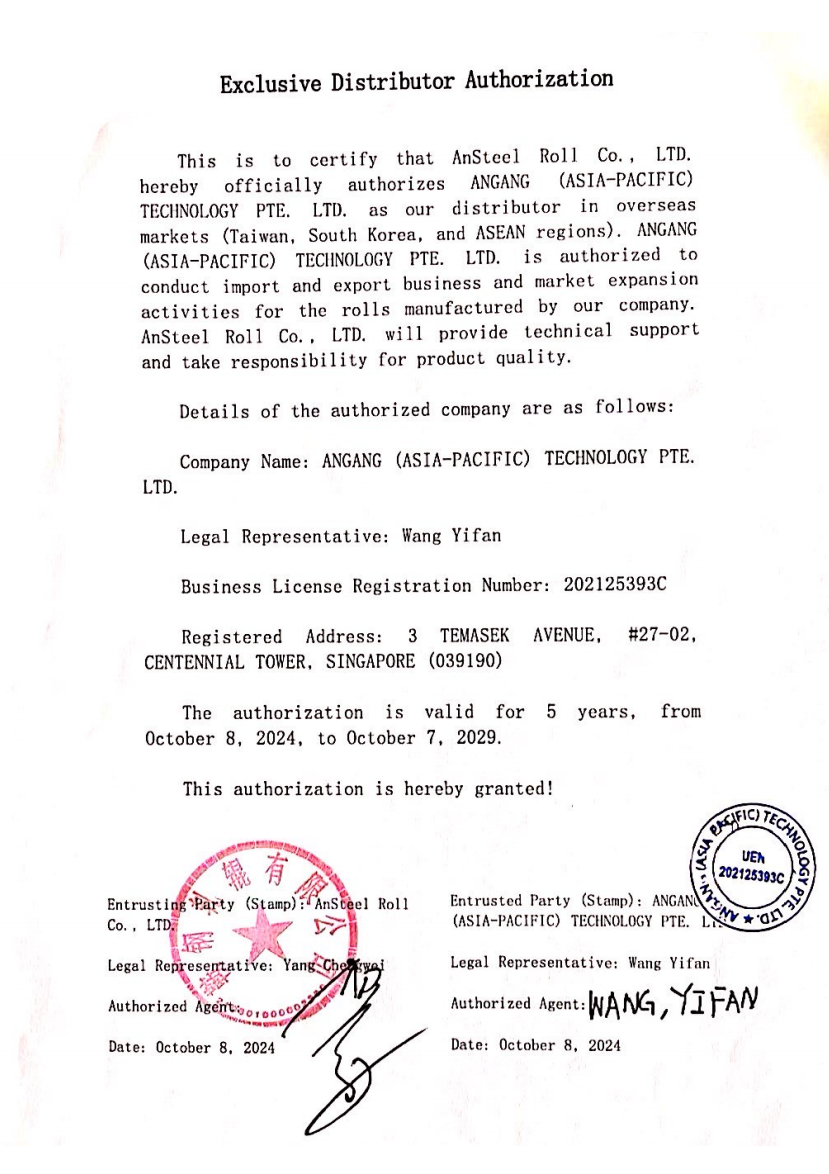 Exclusive Distributor Authorization
This is to certify that AnSteel Roll Co., LTD.
hereby officially authorizes ANGANG (ASIA-PACIFIC)
TECHNOLOGY PTE. LTD. as our distributor in overseas
markets (Taiwan, South Korea, and ASEAN regions). ANGANG
(ASIA-PACIFIC) TECHNOLOGY PTE. LTD. is authorized to
conduct import and export business and market expansion
activities for the rolls manufactured by our company.
AnSteel Roll Co., LTD. will provide technical support
and take responsibility for product quality.
Details of the authorized company are as follows:
Company Name: ANGANG (ASIA-PACIFIC) TECHNOLOGY PTE.
LTD.
Legal Representative: Wang Yifan
Business License Registration Number: 202125393C
Registered Address: 3 TEMASEK AVENUE, #27-02,
CENTENNIAL TOWER, SINGAPORE (039190)
The authorization is valid for 5 years, from
October 8, 2024, to October 7, 2029.
This authorization is hereby granted!
Entrusting Party (Stamp): AnSteel Roll
Co., LTD.
Legal Representative: Yang
Authorized Agent:
Date: October 8, 2024
辊有限公司
Entrusted Party (Stamp): ANGANG
(ASIA-PACIFIC) TECHNOLOGY PTE. LTD.
Legal Representative: Wang Yifan
Authorized Agent: WANG, YIFAN
Date: October 8, 2024
ANGANG (ASIA PACIFIC) TECHNOLOGY PTE. LTD.
UEN
202125393C